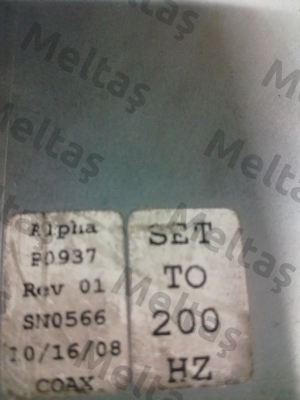 Meltaş
Meltaş
Meltaş
Meltaş
Meltaş
Alpha
P0937
Rev 01
SN0566
10/16/08
COAX
SET
TO
200
HZ